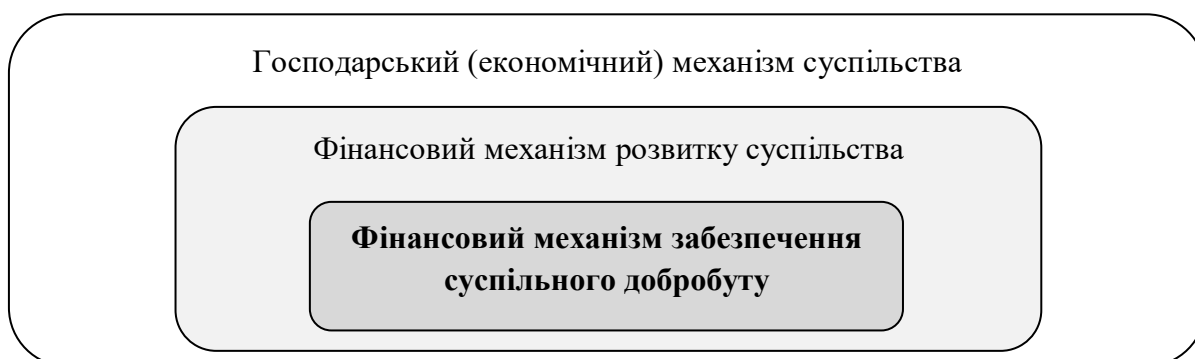 Господарський (економічний) механізм суспільства
Фінансовий механізм розвитку суспільства
Фінансовий механізм забезпечення
суспільного добробуту